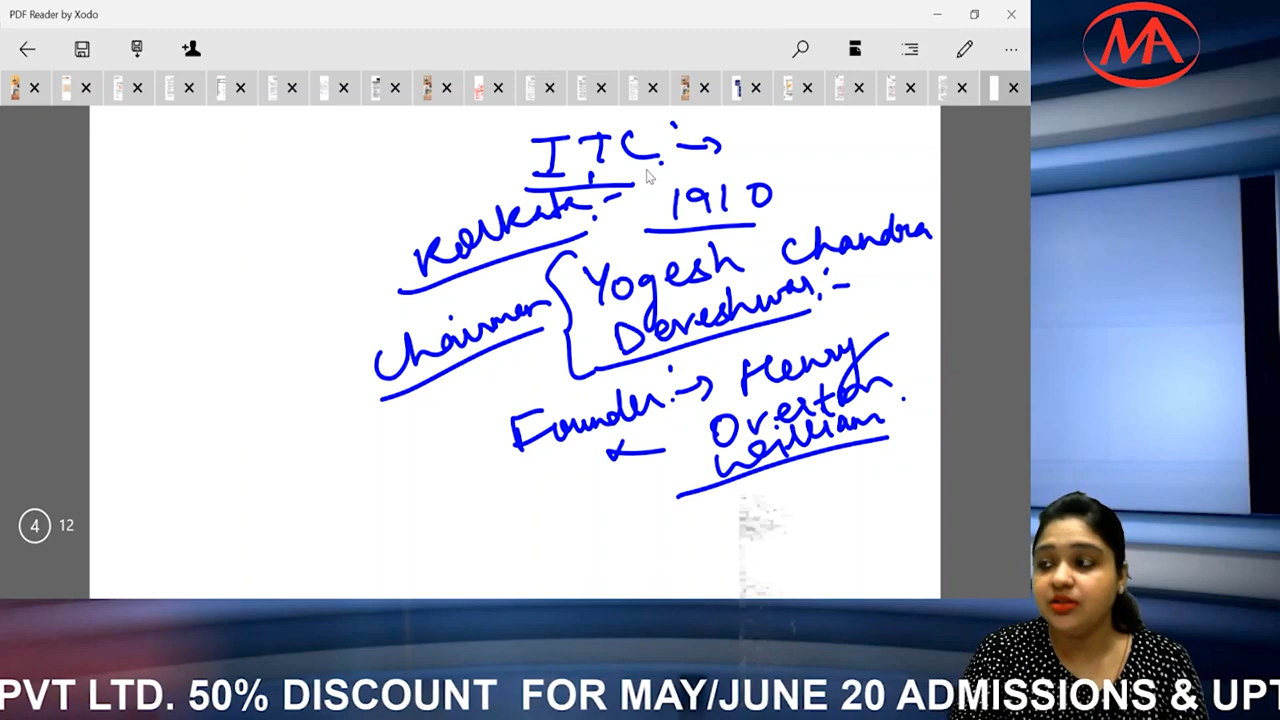 PDF Reader by Xodo
MA
ITC :→
Kolkata :-
1910
Chairman { Yogesh Chandra
Dereshwar :-
Founder :→ Henry
Overton
William
4 12
PVT LTD. 50% DISCOUNT FOR MAY/JUNE 20 ADMISSIONS & UPT